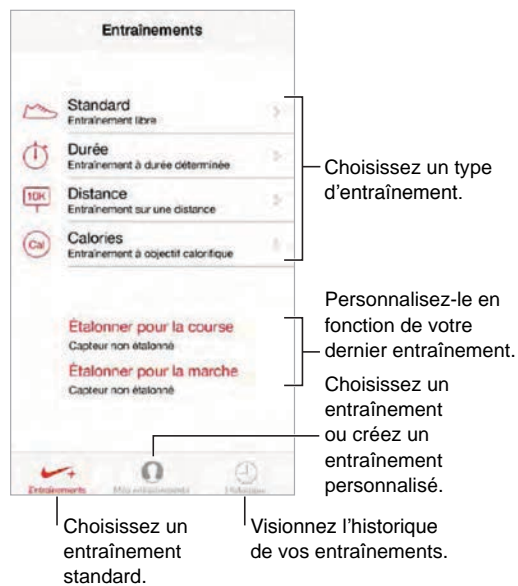 Entraînements
Standard
Entraînement libre
Durée
Entraînement à durée déterminée
Distance
Entraînement sur une distance
Calories
Entraînement à objectif calorifique
10K
Cal
Étalonner pour la course
Capteur non étalonné
Étalonner pour la marche
Capteur non étalonné
Entraînements
Mes entraînements
Historique
Choisissez un type
d’entraînement.
Personnalisez-le en
fonction de votre
dernier entraînement.
Choisissez un
entraînement
ou créez un
entraînement
personnalisé.
Choisissez un
entraînement
standard.
Visionnez l’historique
de vos entraînements.